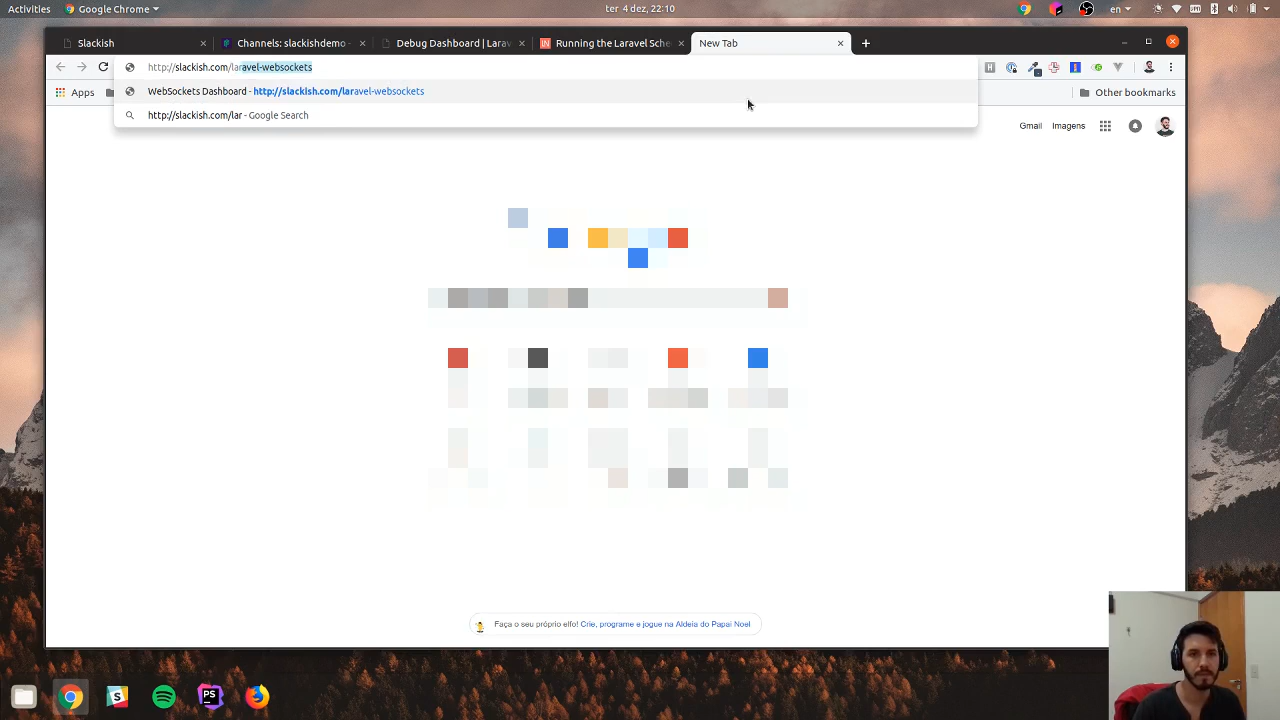 Activities
Google Chrome
ter 4 dez, 22:10
en
Slackish
Channels: slackishdemo -
Debug Dashboard | Larav
Running the Laravel Sche
New Tab
http://slackish.com/laravel-websockets
WebSockets Dashboard - http://slackish.com/laravel-websockets
http://slackish.com/lar - Google Search
Apps
Other bookmarks
Gmail
Imagens
Faça o seu próprio elfo! Crie, programe e jogue na Aldeia do Papai Noel